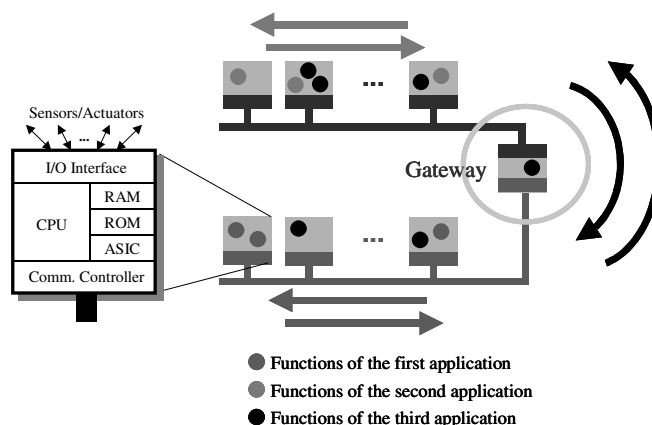 Sensors/Actuators
...
I/O Interface
CPU
RAM
ROM
ASIC
Comm. Controller
...
Gateway
...
Functions of the first application
Functions of the second application
Functions of the third application